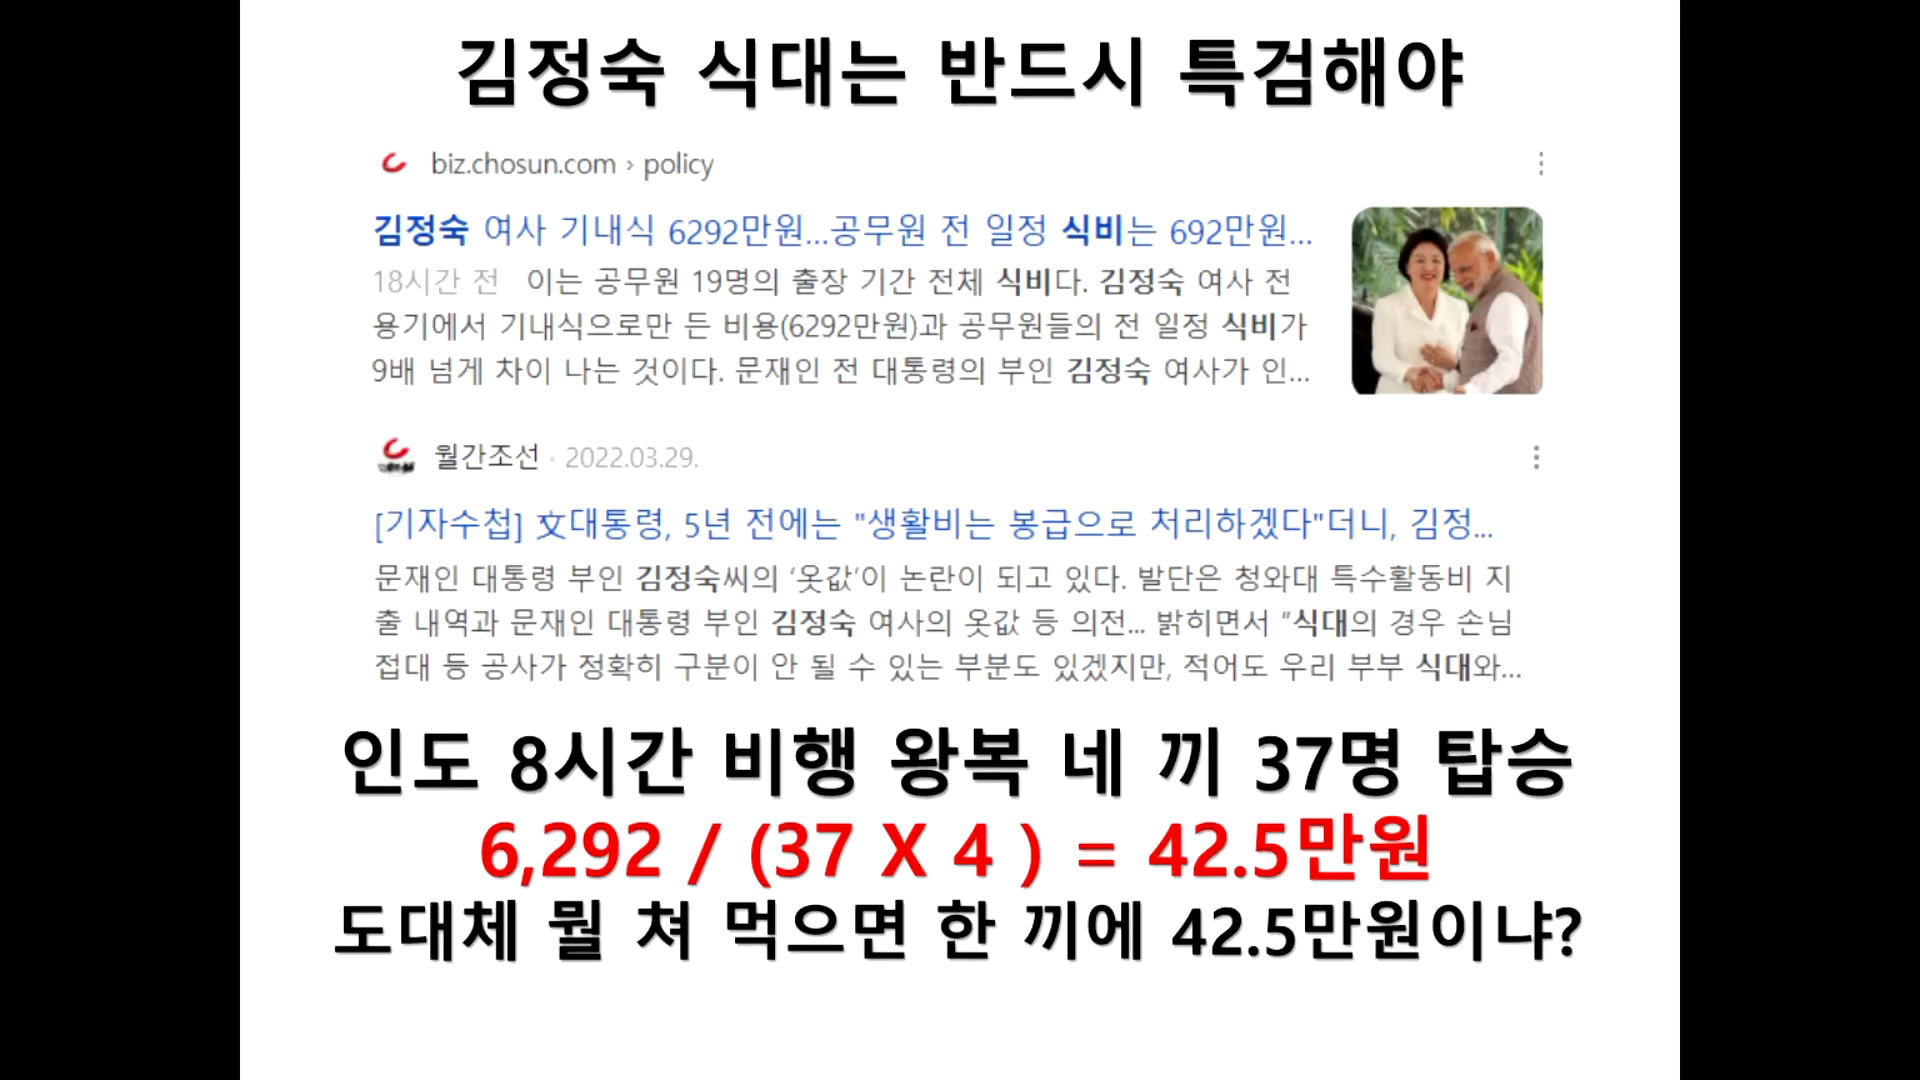 김정숙 식대는 반드시 특검해야
biz.chosun.com › policy
김정숙 여사 기내식 6292만원...공무원 전 일정 식비는 692만원...
18시간 전 이는 공무원 19명의 출장 기간 전체 식비다. 김정숙 여사 전
용기에서 기내식으로만 든 비용(6292만원)과 공무원들의 전 일정 식비가
9배 넘게 차이 나는 것이다. 문재인 전 대통령의 부인 김정숙 여사가 인...
월간조선 · 2022.03.29.
[기자수첩] 文대통령, 5년 전에는 "생활비는 봉급으로 처리하겠다"더니, 김정...
문재인 대통령 부인 김정숙씨의 ‘옷값’이 논란이 되고 있다. 발단은 청와대 특수활동비 지
출 내역과 문재인 대통령 부인 김정숙 여사의 옷값 등 의전... 밝히면서 “식대의 경우 손님
접대 등 공사가 정확히 구분이 안 될 수 있는 부분도 있겠지만, 적어도 우리 부부 식대와...
인도 8시간 비행 왕복 네 끼 37명 탑승
6,292 / (37 X 4 ) = 42.5만원
도대체 뭘 쳐 먹으면 한 끼에 42.5만원이냐?